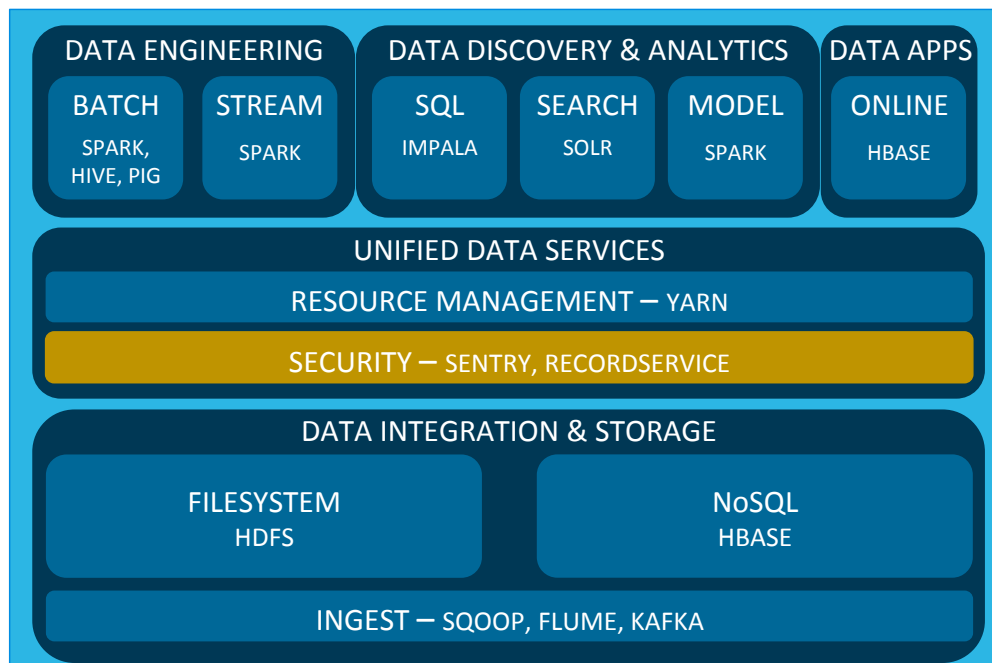 DATA ENGINEERING
BATCH
SPARK,
HIVE, PIG
STREAM
SPARK
DATA DISCOVERY & ANALYTICS
SQL
IMPALA
SEARCH
SOLR
MODEL
SPARK
DATA APPS
ONLINE
HBASE
UNIFIED DATA SERVICES
RESOURCE MANAGEMENT – YARN
SECURITY – SENTRY, RECORDSERVICE
DATA INTEGRATION & STORAGE
FILESYSTEM
HDFS
NoSQL
HBASE
INGEST – SQOOP, FLUME, KAFKA